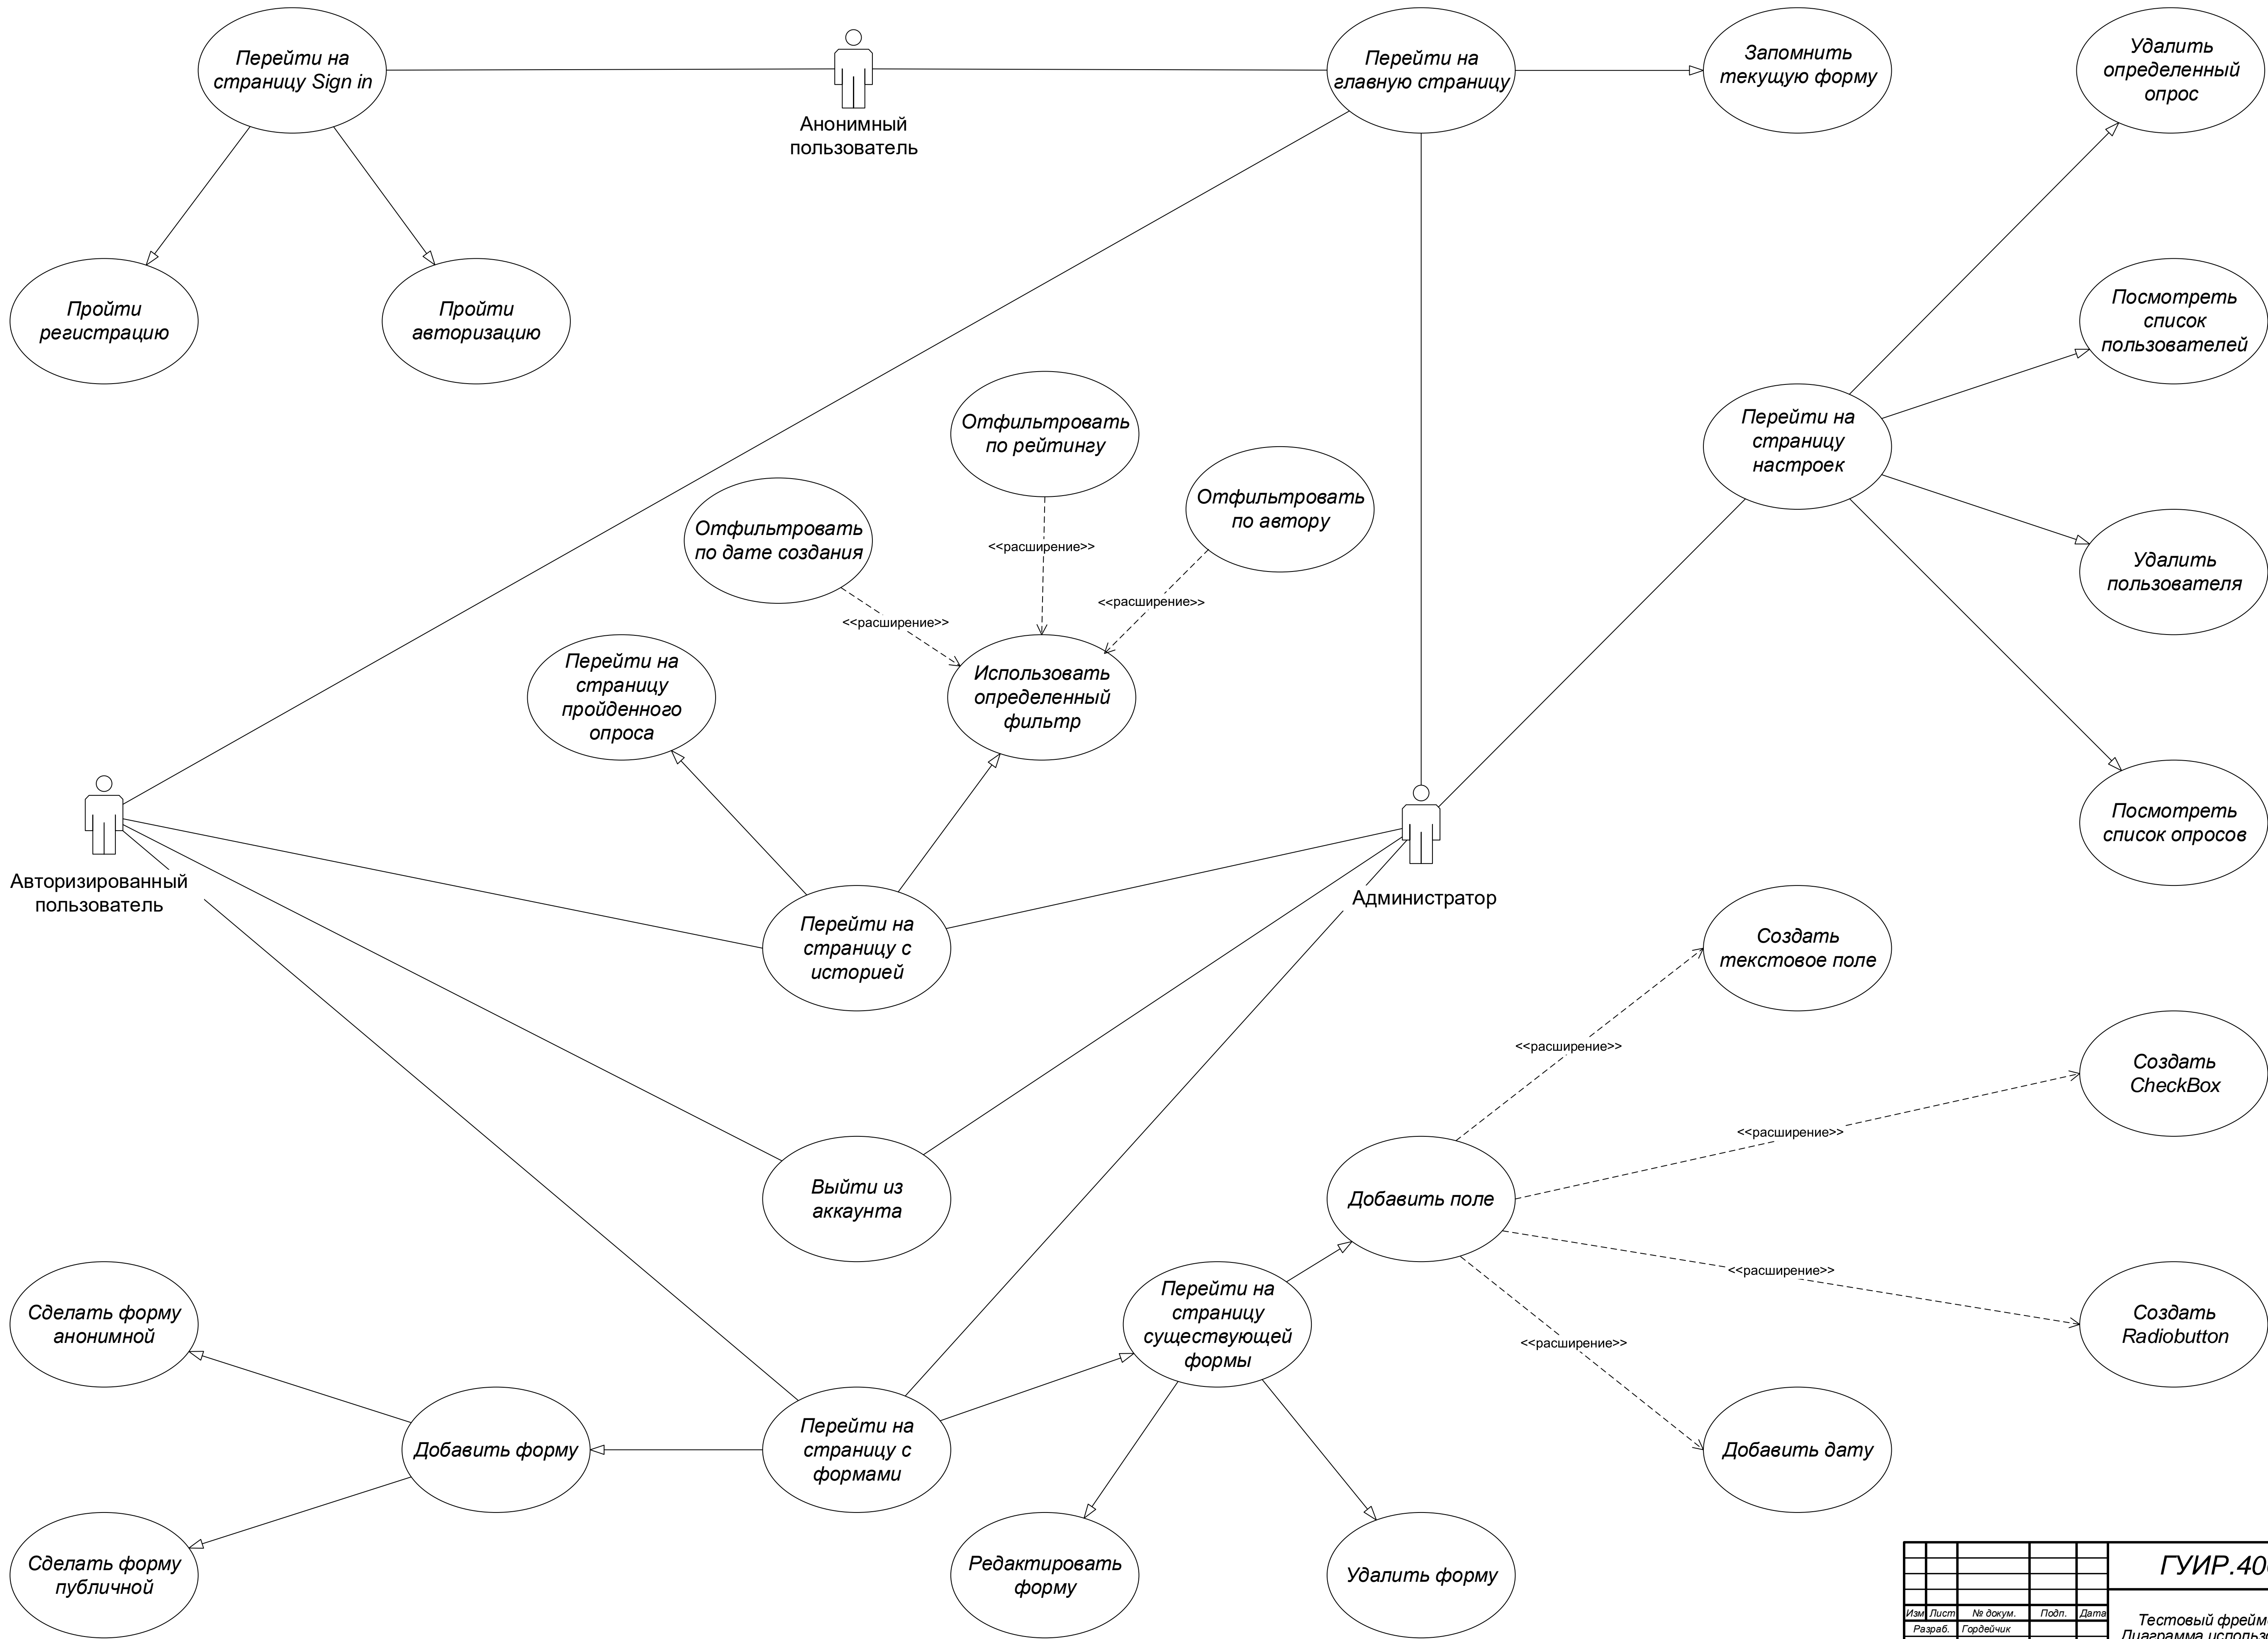 Перейти на
страницу Sign in
Анонимный
пользователь
Перейти на
главную страницу
Запомнить
текущую форму
Удалить
определенный
опрос
Пройти
регистрацию
Пройти
авторизацию
Посмотреть
список
пользователей
Отфильтровать
по рейтингу
Перейти на
страницу
настроек
Отфильтровать
по автору
Отфильтровать
по дате создания
<<расширение>>
<<расширение>>
<<расширение>>
Удалить
пользователя
Перейти на
страницу
пройденного
опроса
Использовать
определенный
фильтр
Посмотреть
список опросов
Авторизированный
пользователь
Администратор
Перейти на
страницу с
историей
Создать
текстовое поле
<<расширение>>
Создать
CheckBox
<<расширение>>
Выйти из
аккаунта
Добавить поле
<<расширение>>
Сделать форму
анонимной
Перейти на
страницу
существующей
формы
Создать
Radiobutton
<<расширение>>
Добавить форму
Перейти на
страницу с
формами
Добавить дату
Сделать форму
публичной
Редактировать
форму
Удалить форму
ГУИР.40
Изм Лист № докум. Подп. Дата
Разраб. Гордейчик
Тестовый фрейм